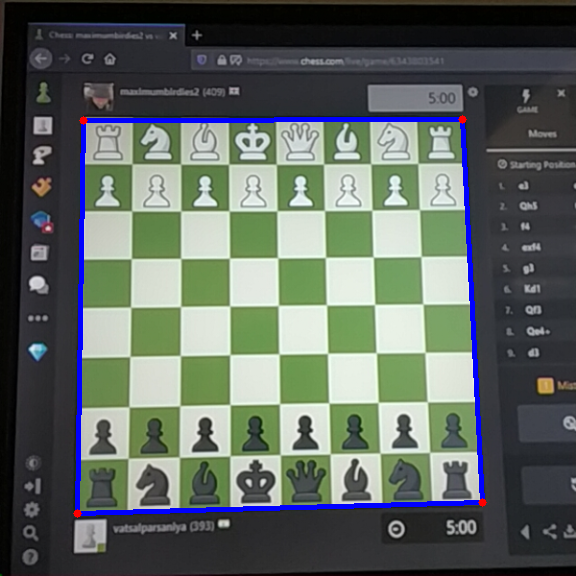 Chess: maximumbirdies2 vs v
https://www.chess.com/live/game/6343803341
maximumbirdies2 (409)
5:00
GAME
Moves
Starting Position
1. e3
2. Qh5
3. f4
4. exf4
5. g3
6. Kd1
7. Qf3
8. Qe4+
9. d3
Mis
vatsalparsaniya (393)
5:00